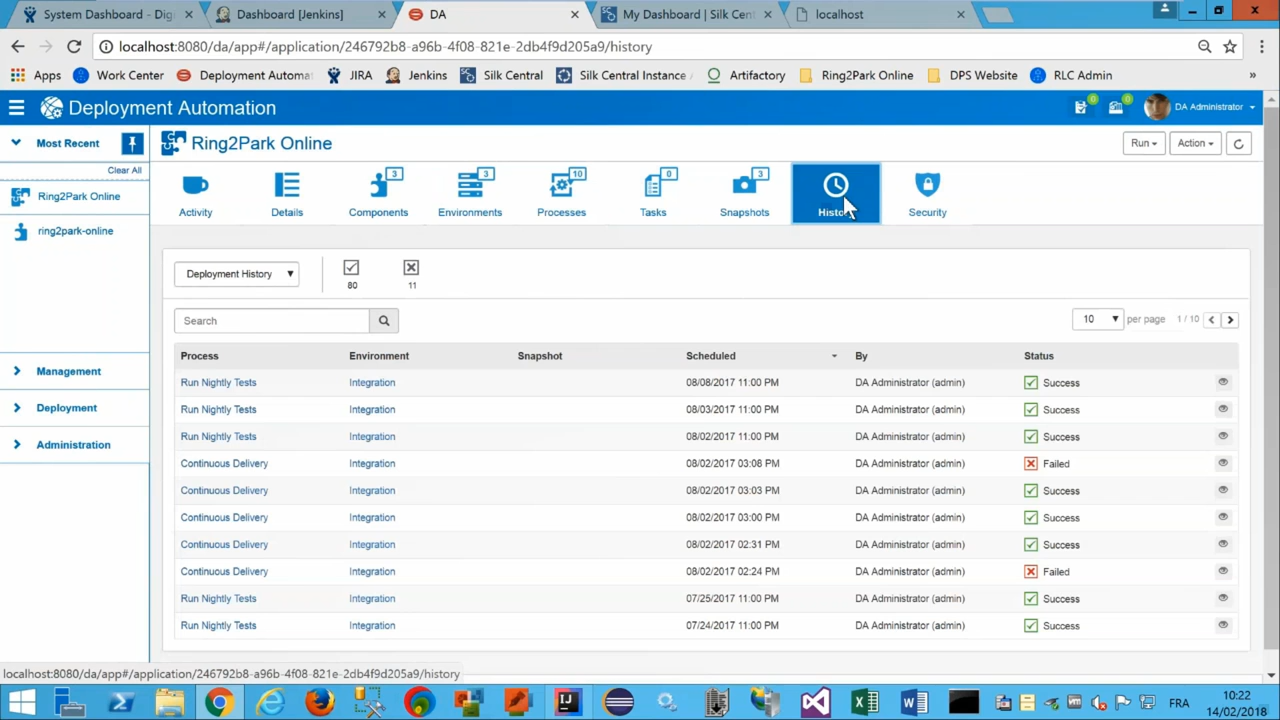 System Dashboard - Digi
Dashboard [Jenkins]
DA
My Dashboard | Silk Cent
localhost
localhost:8080/da/app#/application/246792b8-a96b-4f08-821e-2db4f9d205a9/history
Apps Work Center Deployment Automa JIRA Jenkins Silk Central Silk Central Instance Artifactory Ring2Park Online DPS Website RLC Admin »
Deployment Automation 0 0 DA Administrator
Most Recent
Clear All
Ring2Park Online
ring2park-online
Management
Deployment
Administration
Ring2Park Online Run Action
3 3 10 0 3
Activity Details Components Environments Processes Tasks Snapshots History Security
Deployment History 80 11
Search 10 per page 1 / 10
Process Environment Snapshot Scheduled By Status
Run Nightly Tests Integration 08/08/2017 11:00 PM DA Administrator (admin) Success
Run Nightly Tests Integration 08/03/2017 11:00 PM DA Administrator (admin) Success
Run Nightly Tests Integration 08/02/2017 11:00 PM DA Administrator (admin) Success
Continuous Delivery Integration 08/02/2017 03:08 PM DA Administrator (admin) Failed
Continuous Delivery Integration 08/02/2017 03:03 PM DA Administrator (admin) Success
Continuous Delivery Integration 08/02/2017 03:00 PM DA Administrator (admin) Success
Continuous Delivery Integration 08/02/2017 02:31 PM DA Administrator (admin) Success
Continuous Delivery Integration 08/02/2017 02:24 PM DA Administrator (admin) Failed
Run Nightly Tests Integration 07/25/2017 11:00 PM DA Administrator (admin) Success
Run Nightly Tests Integration 07/24/2017 11:00 PM DA Administrator (admin) Success
localhost:8080/da/app#/application/246792b8-a96b-4f08-821e-2db4f9d205a9/history
FRA 10:22
14/02/2018